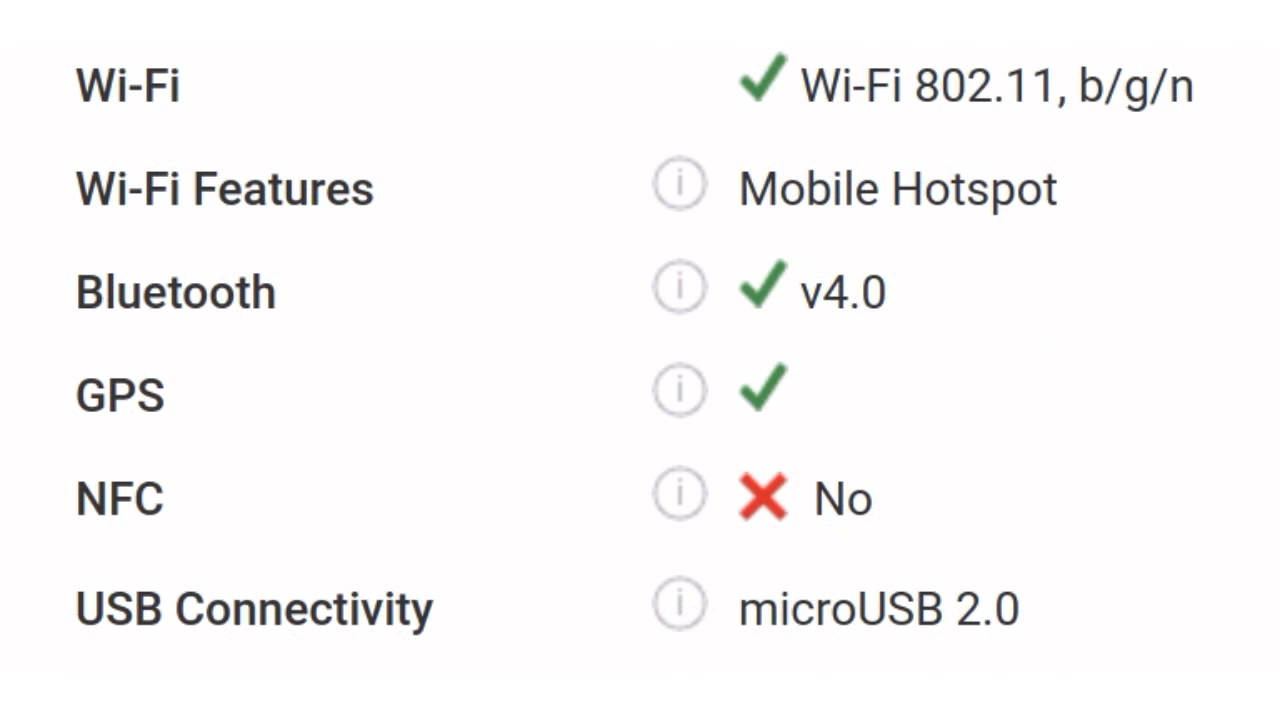 Wi-Fi Wi-Fi 802.11, b/g/n
Wi-Fi Features Mobile Hotspot
Bluetooth v4.0
GPS
NFC No
USB Connectivity microUSB 2.0